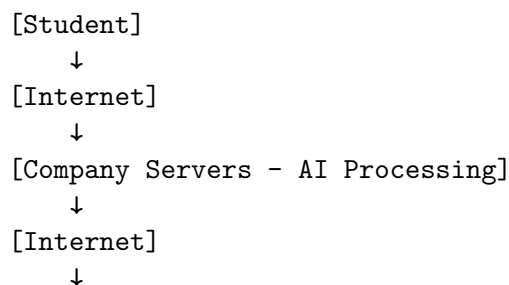 [Student]
↓
[Internet]
↓
[Company Servers - AI Processing]
↓
[Internet]
↓